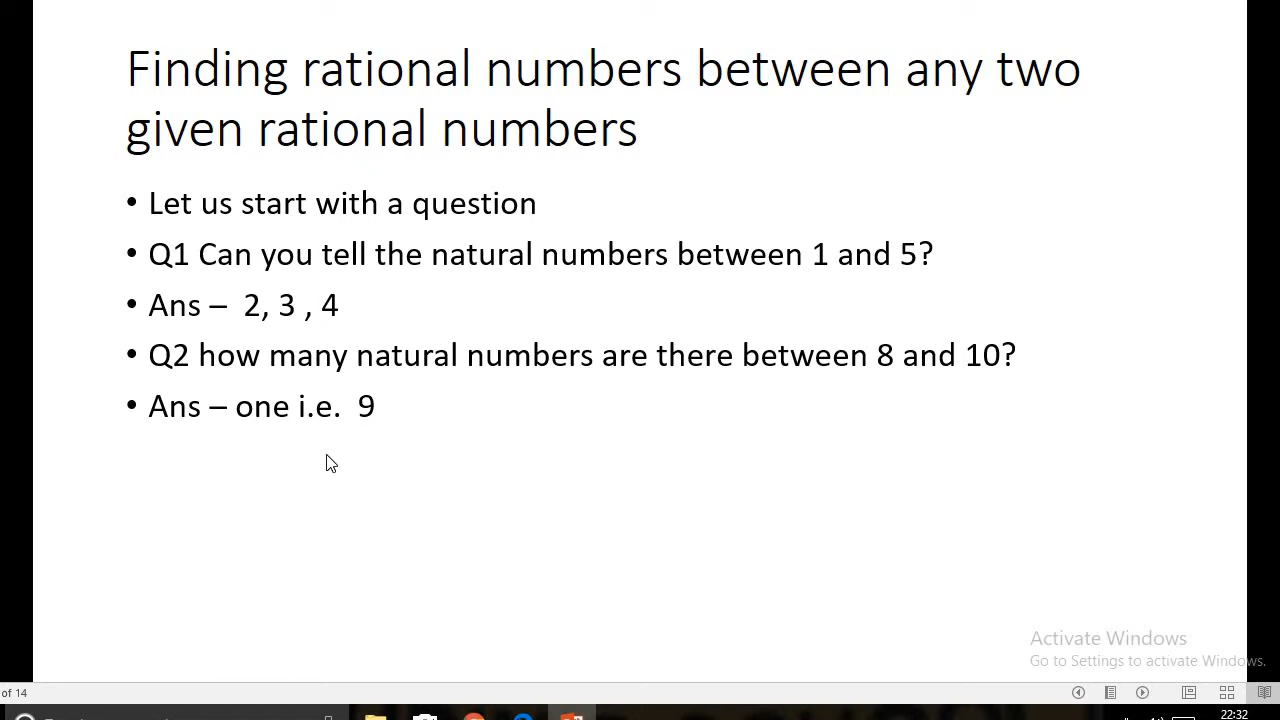 Finding rational numbers between any two
given rational numbers
• Let us start with a question
• Q1 Can you tell the natural numbers between 1 and 5?
• Ans – 2, 3 , 4
• Q2 how many natural numbers are there between 8 and 10?
• Ans – one i.e. 9
Activate Windows
Go to Settings to activate Windows.
of 14
22:32